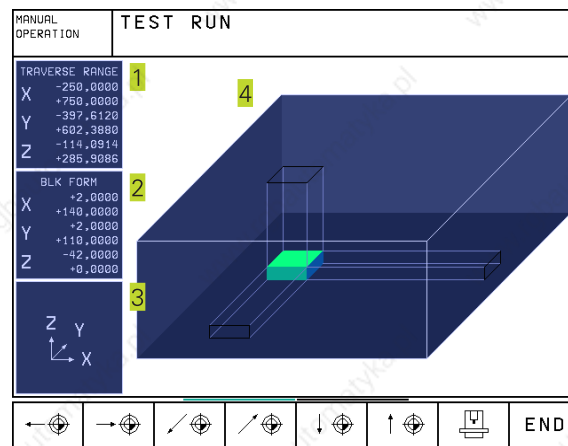 MANUAL
OPERATION
TEST RUN
TRAVERSE RANGE
X -250,0000
+750,0000
Y -397,6120
+602,3880
Z -114,0914
+285,9086
1
BLK FORM
X +2,0000
+140,0000
Y +2,0000
+110,0000
Z -42,0000
+0,0000
2
3
4
Z Y
X
END